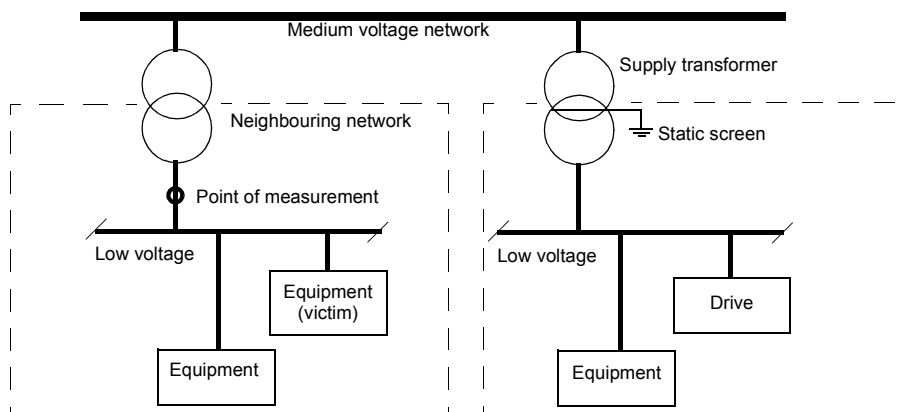 Medium voltage network
Supply transformer
Neighbouring network
Static screen
Point of measurement
Low voltage
Low voltage
Equipment
(victim)
Drive
Equipment
Equipment